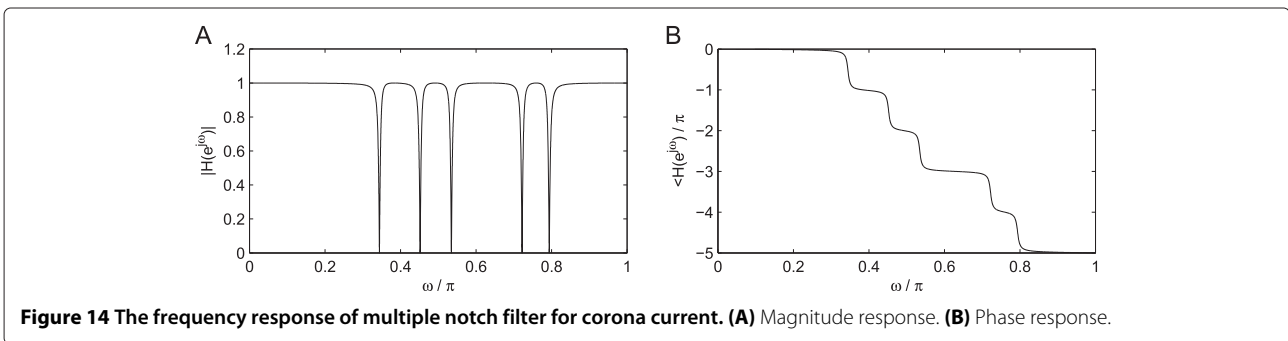 A
1.2
1
0.8
0.6
0.4
0.2
0
|H(e^jω)|
0 0.2 0.4 0.6 0.8 1
ω / π
B
0
−1
−2
−3
−4
−5
<H(e^jω) / π
0 0.2 0.4 0.6 0.8 1
ω / π
Figure 14 The frequency response of multiple notch filter for corona current. (A) Magnitude response. (B) Phase response.